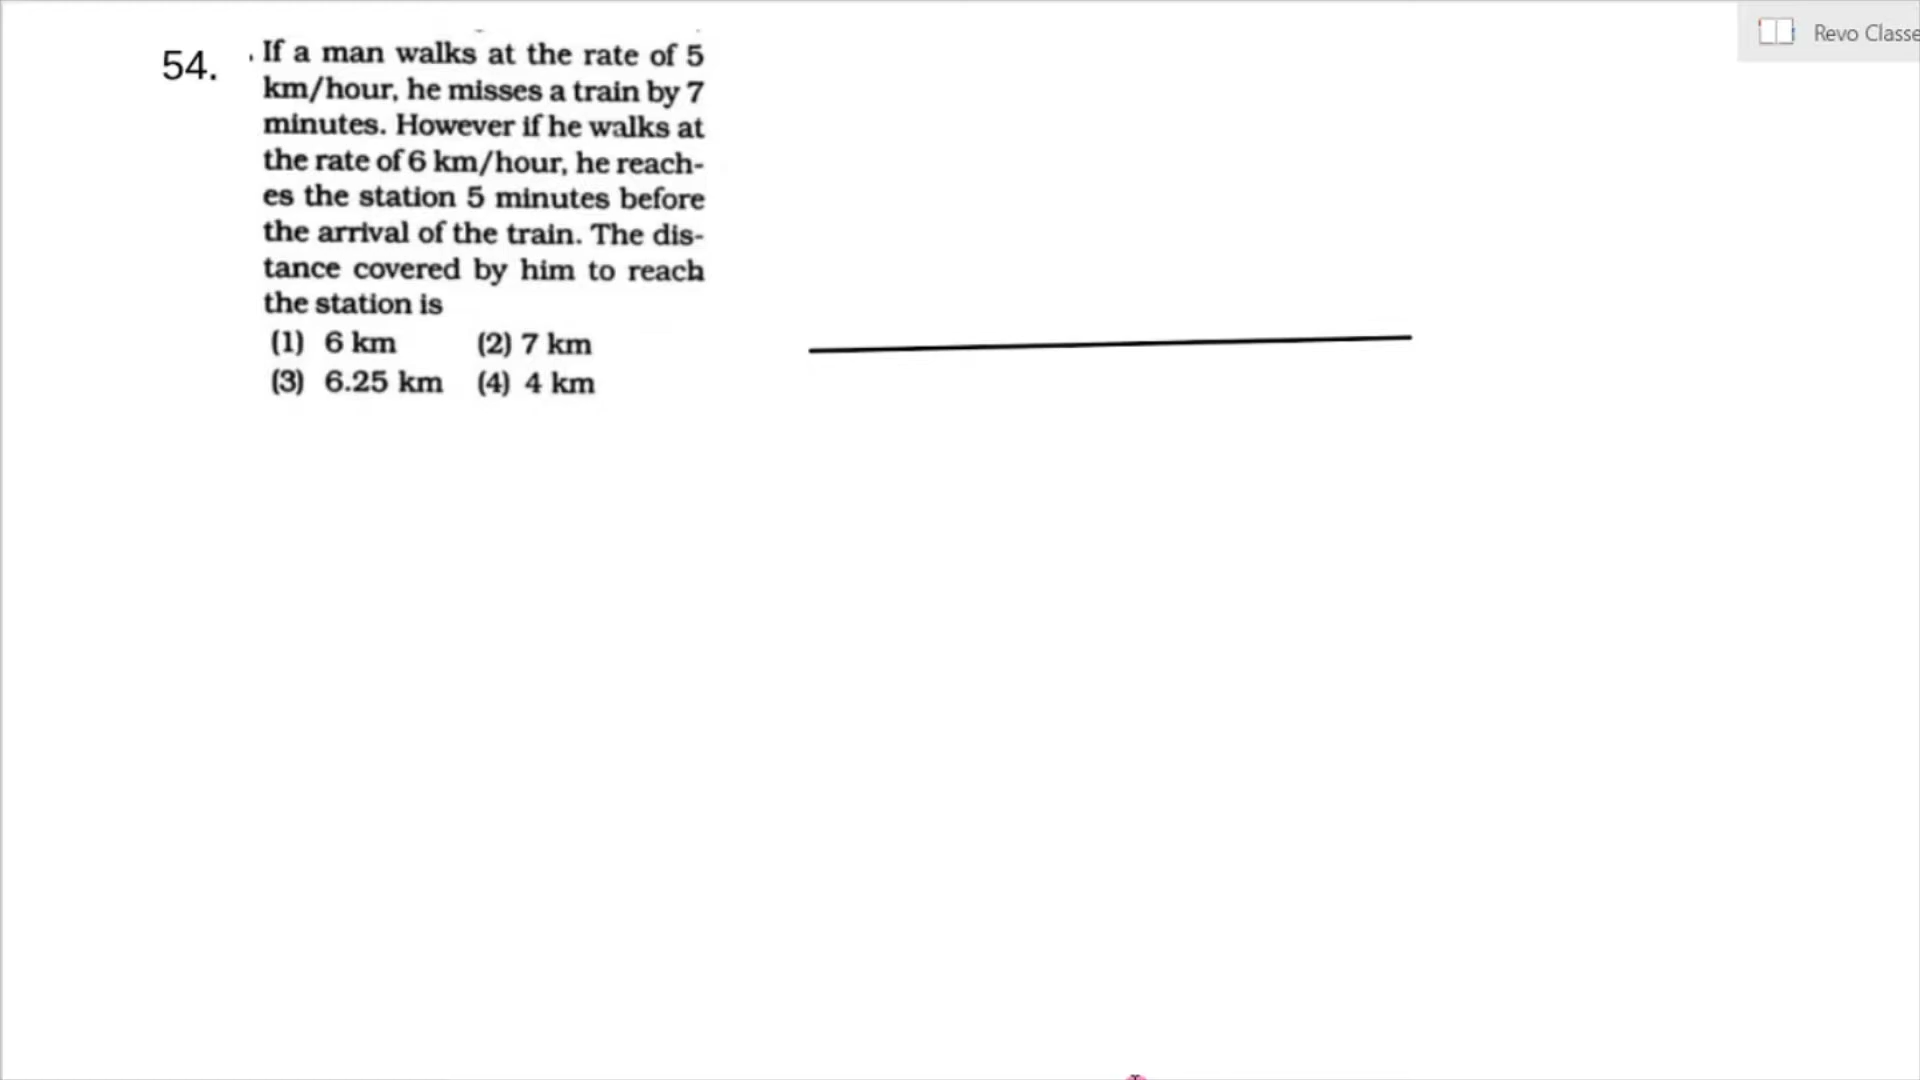 Revo Classe
54.
If a man walks at the rate of 5
km/hour, he misses a train by 7
minutes. However if he walks at
the rate of 6 km/hour, he reach-
es the station 5 minutes before
the arrival of the train. The dis-
tance covered by him to reach
the station is
(1) 6 km (2) 7 km
(3) 6.25 km (4) 4 km